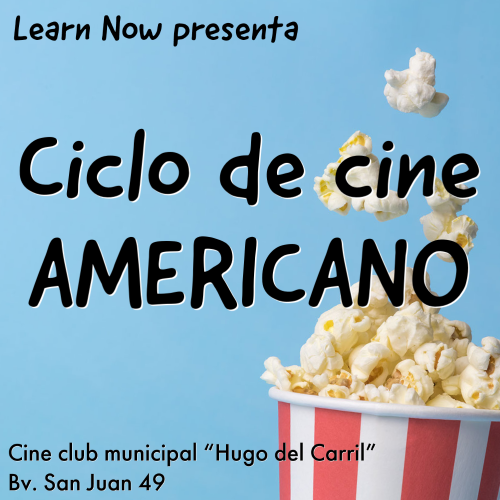 Learn Now presenta
Ciclo de cine
AMERICANO
Cine club municipal “Hugo del Carril”
Bv. San Juan 49